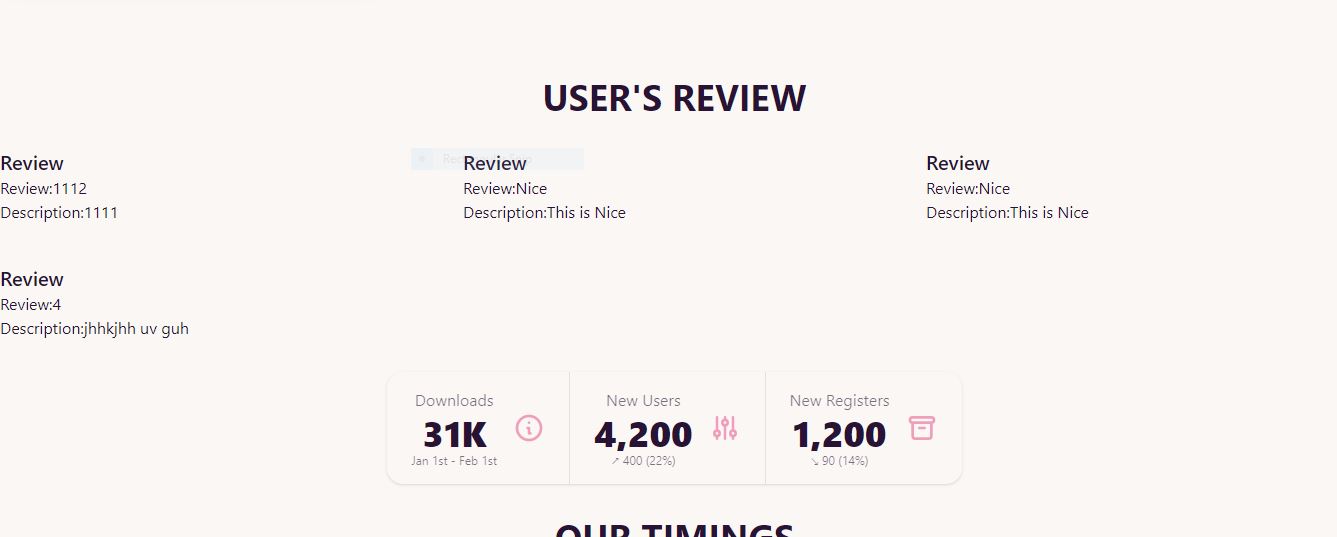 USER'S REVIEW
Review
Review:1112
Description:1111
Review
Review:Nice
Description:This is Nice
Review
Review:Nice
Description:This is Nice
Review
Review:4
Description:jhhkjhh uv guh
Downloads
31K
Jan 1st - Feb 1st
New Users
4,200
↗︎ 400 (22%)
New Registers
1,200
↘︎ 90 (14%)
OUR TIMINGS